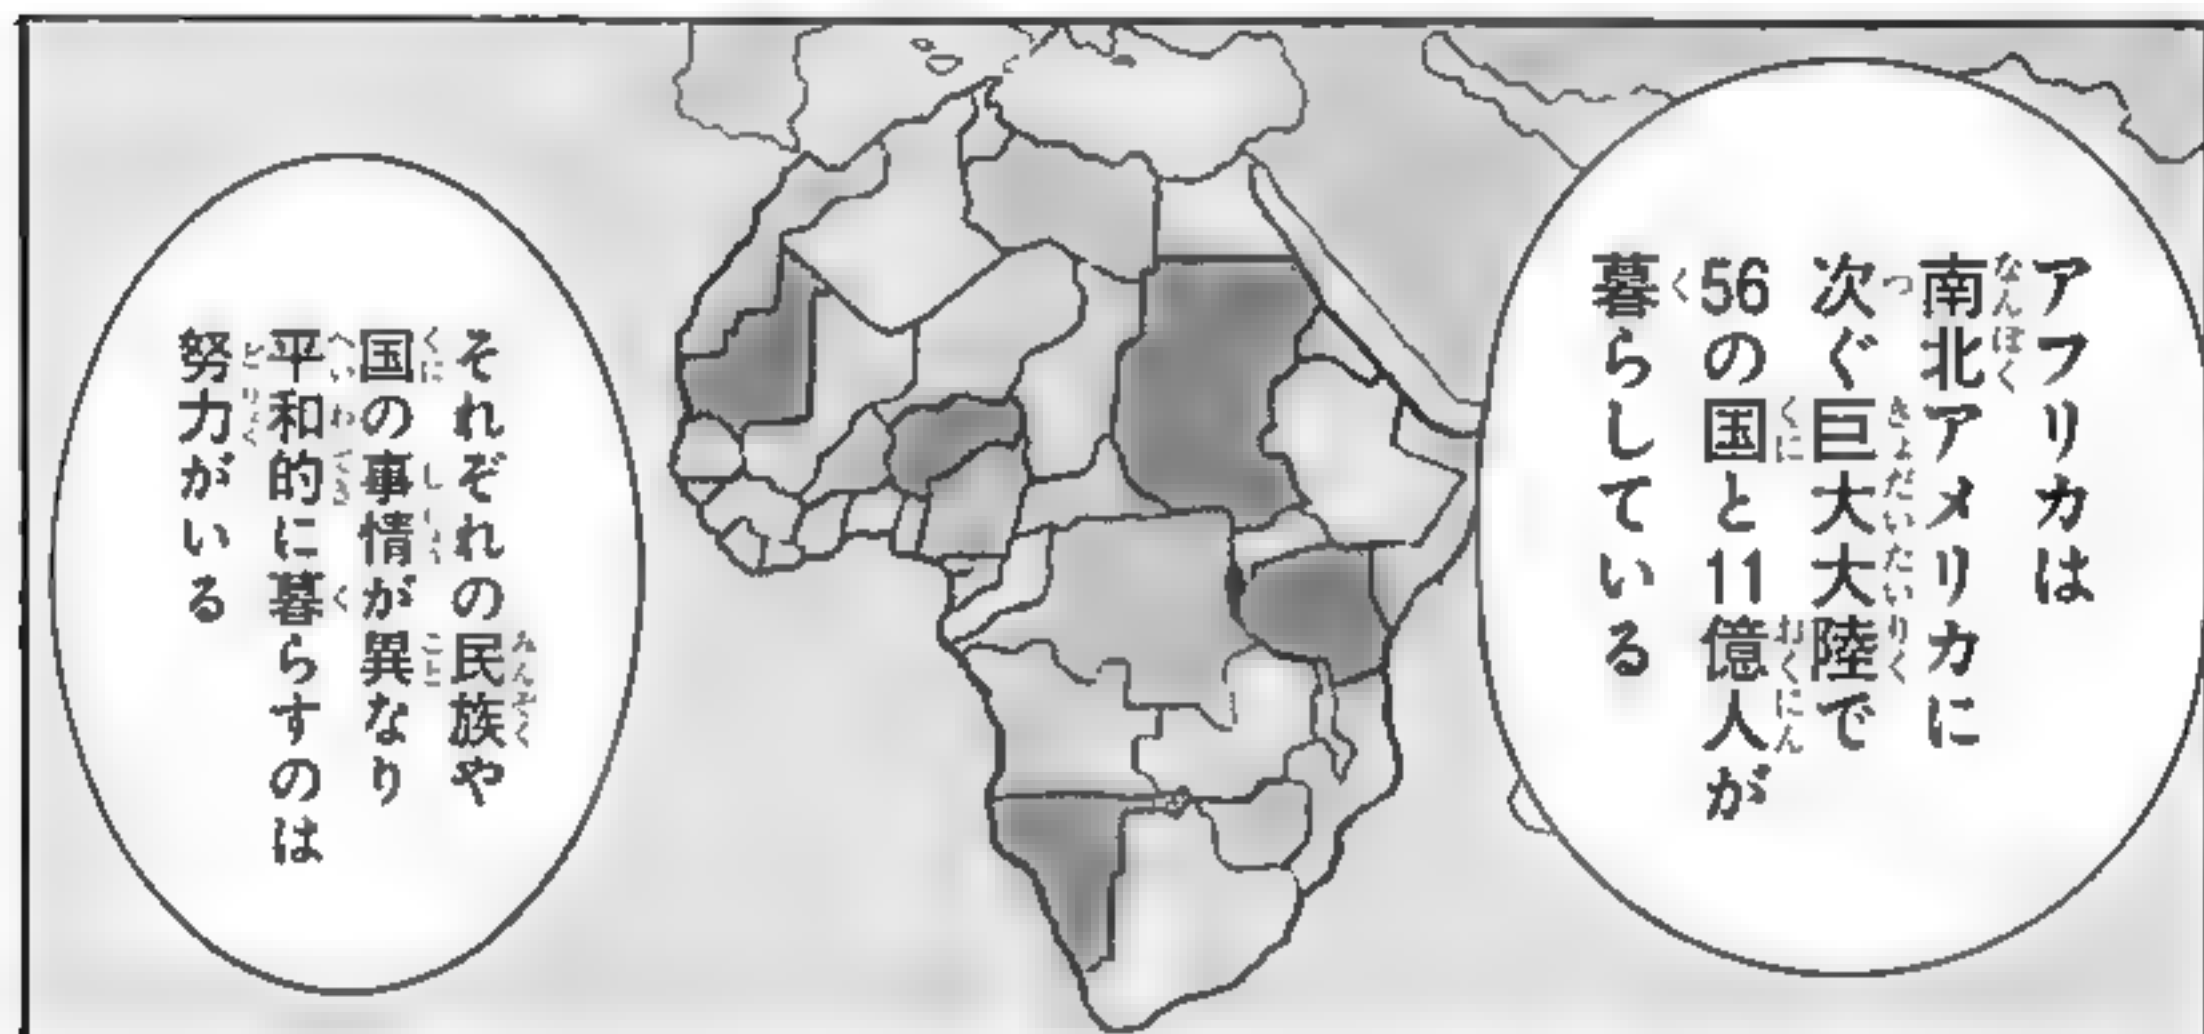 アフリカは
南北アメリカに
次ぐ巨大大陸で
56の国と11億人が
暮らしている
それぞれの民族や
国の事情が異なり
平和的に暮らすのは
努力がいる